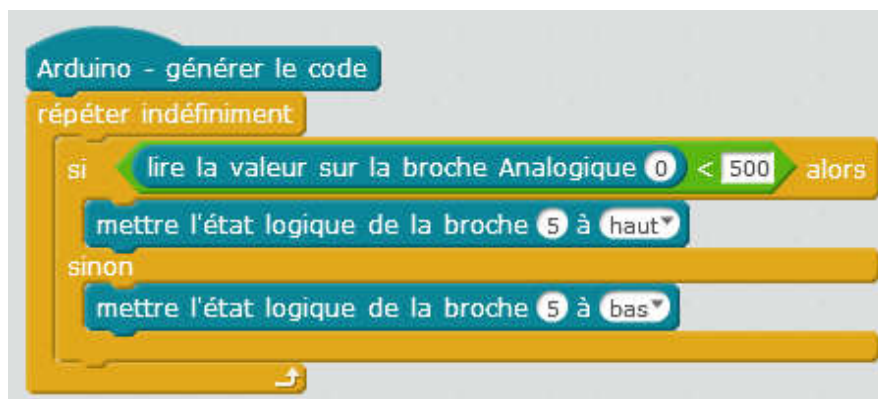 Arduino - générer le code
répéter indéfiniment
si lire la valeur sur la broche Analogique 0 < 500 alors
mettre l'état logique de la broche 5 à haut
sinon
mettre l'état logique de la broche 5 à bas